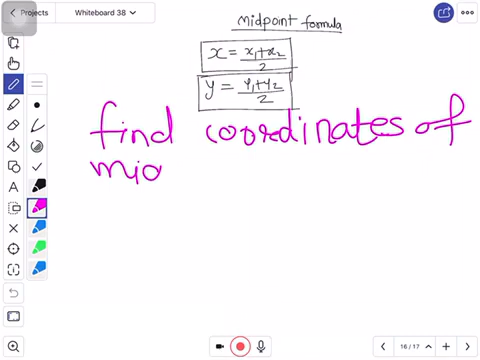 Projects
Whiteboard 38
midpoint formula
x = x₁+x₂/2
y = y₁+y₂/2
find coordinates of
mid
A
16 / 17